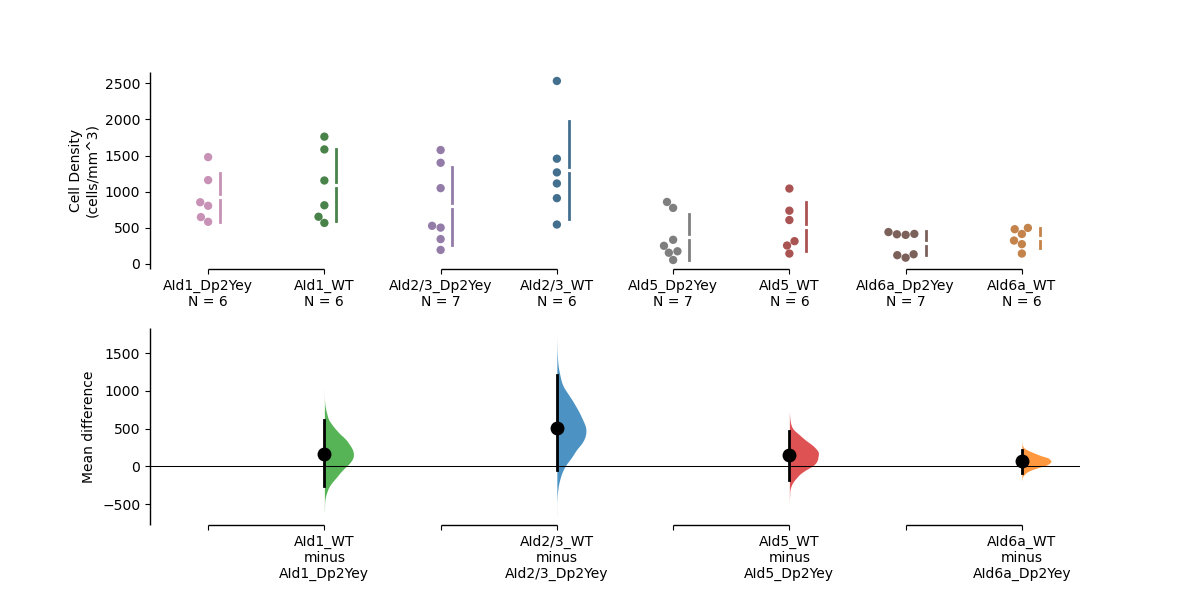 2500
2000
1500
1000
500
0
Cell Density
(cells/mm^3)
AId1_Dp2Yey
N = 6
AId1_WT
N = 6
AId2/3_Dp2Yey
N = 7
AId2/3_WT
N = 6
AId5_Dp2Yey
N = 7
AId5_WT
N = 6
AId6a_Dp2Yey
N = 7
AId6a_WT
N = 6
1500
1000
500
0
−500
Mean difference
AId1_WT
minus
AId1_Dp2Yey
AId2/3_WT
minus
AId2/3_Dp2Yey
AId5_WT
minus
AId5_Dp2Yey
AId6a_WT
minus
AId6a_Dp2Yey